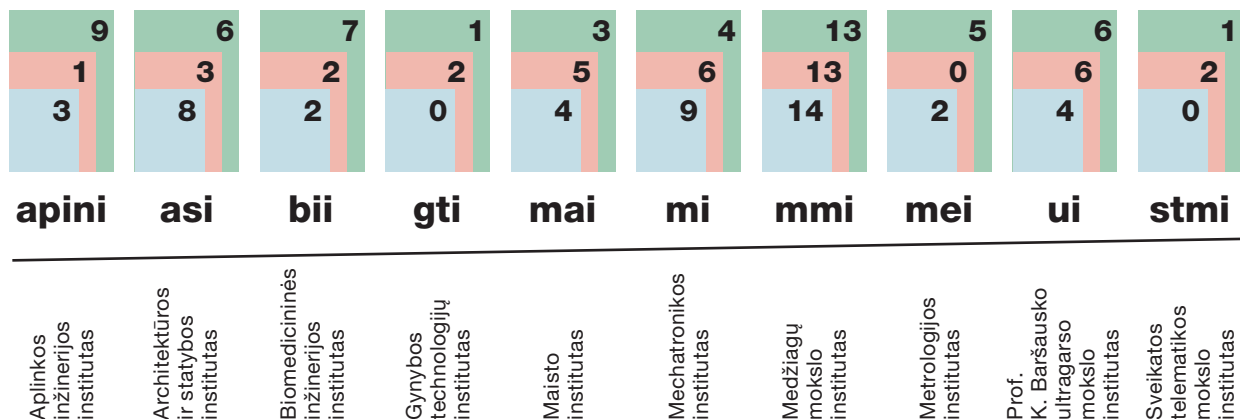 9 6 7 1 3 4 13 5 6 1
1 3 2 2 5 6 13 0 6 2
3 8 2 0 4 9 14 2 4 0
apini asi bii gti mai mi mmi mei ui stmi
Aplinkos
inžinerijos
institutas
Architektūros
ir statybos
institutas
Biomedicininės
inžinerijos
institutas
Gynybos
technologijų
institutas
Maisto
institutas
Mechatronikos
institutas
Medžiagų
mokslo
institutas
Metrologijos
institutas
Prof.
K. Baršausko
ultragarso
mokslo
institutas
Sveikatos
telematikos
mokslo
institutas